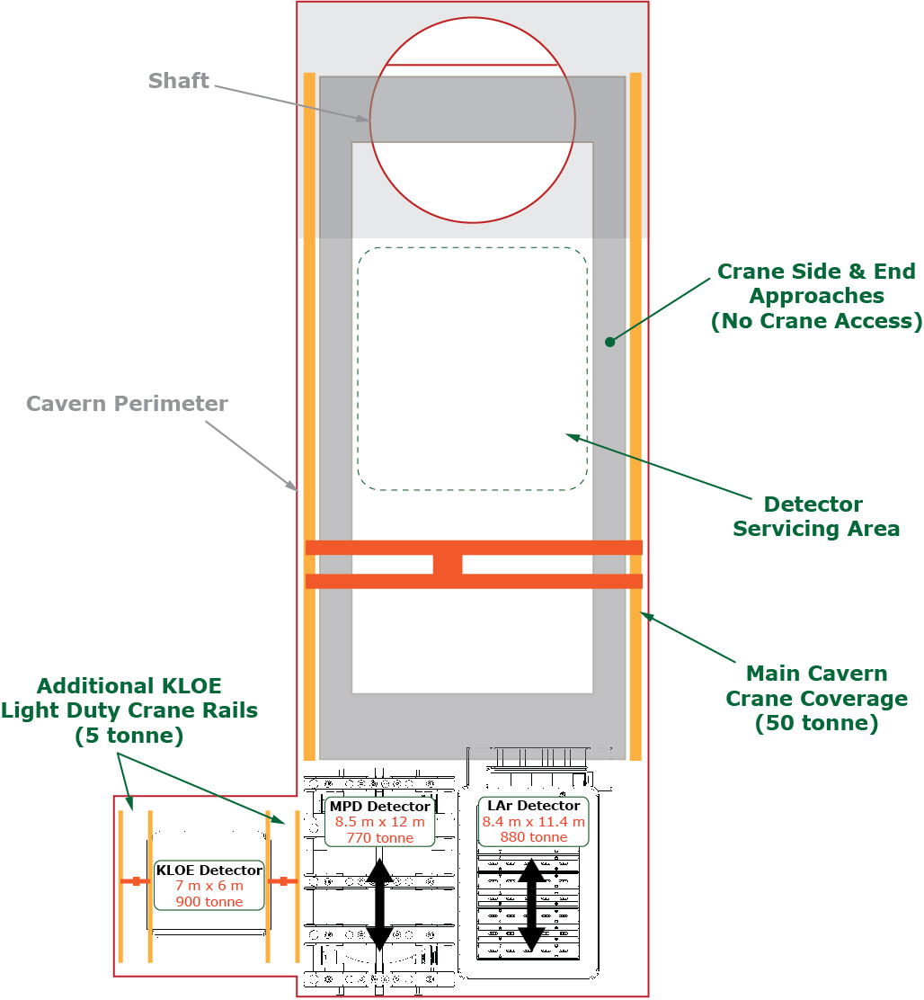 Shaft
Crane Side & End
Approaches
(No Crane Access)
Cavern Perimeter
Detector
Servicing Area
Main Cavern
Crane Coverage
(50 tonne)
Additional KLOE
Light Duty Crane Rails
(5 tonne)
MPD Detector
8.5 m x 12 m
770 tonne
LAr Detector
8.4 m x 11.4 m
880 tonne
KLOE Detector
7 m x 6 m
900 tonne